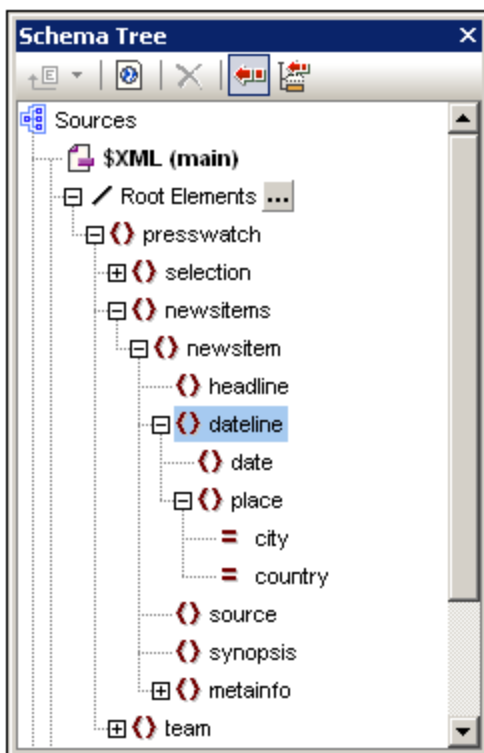 Schema Tree
Sources
$XML (main)
Root Elements ...
presswatch
selection
newsitems
newsitem
headline
dateline
date
place
city
country
source
synopsis
metainfo
team